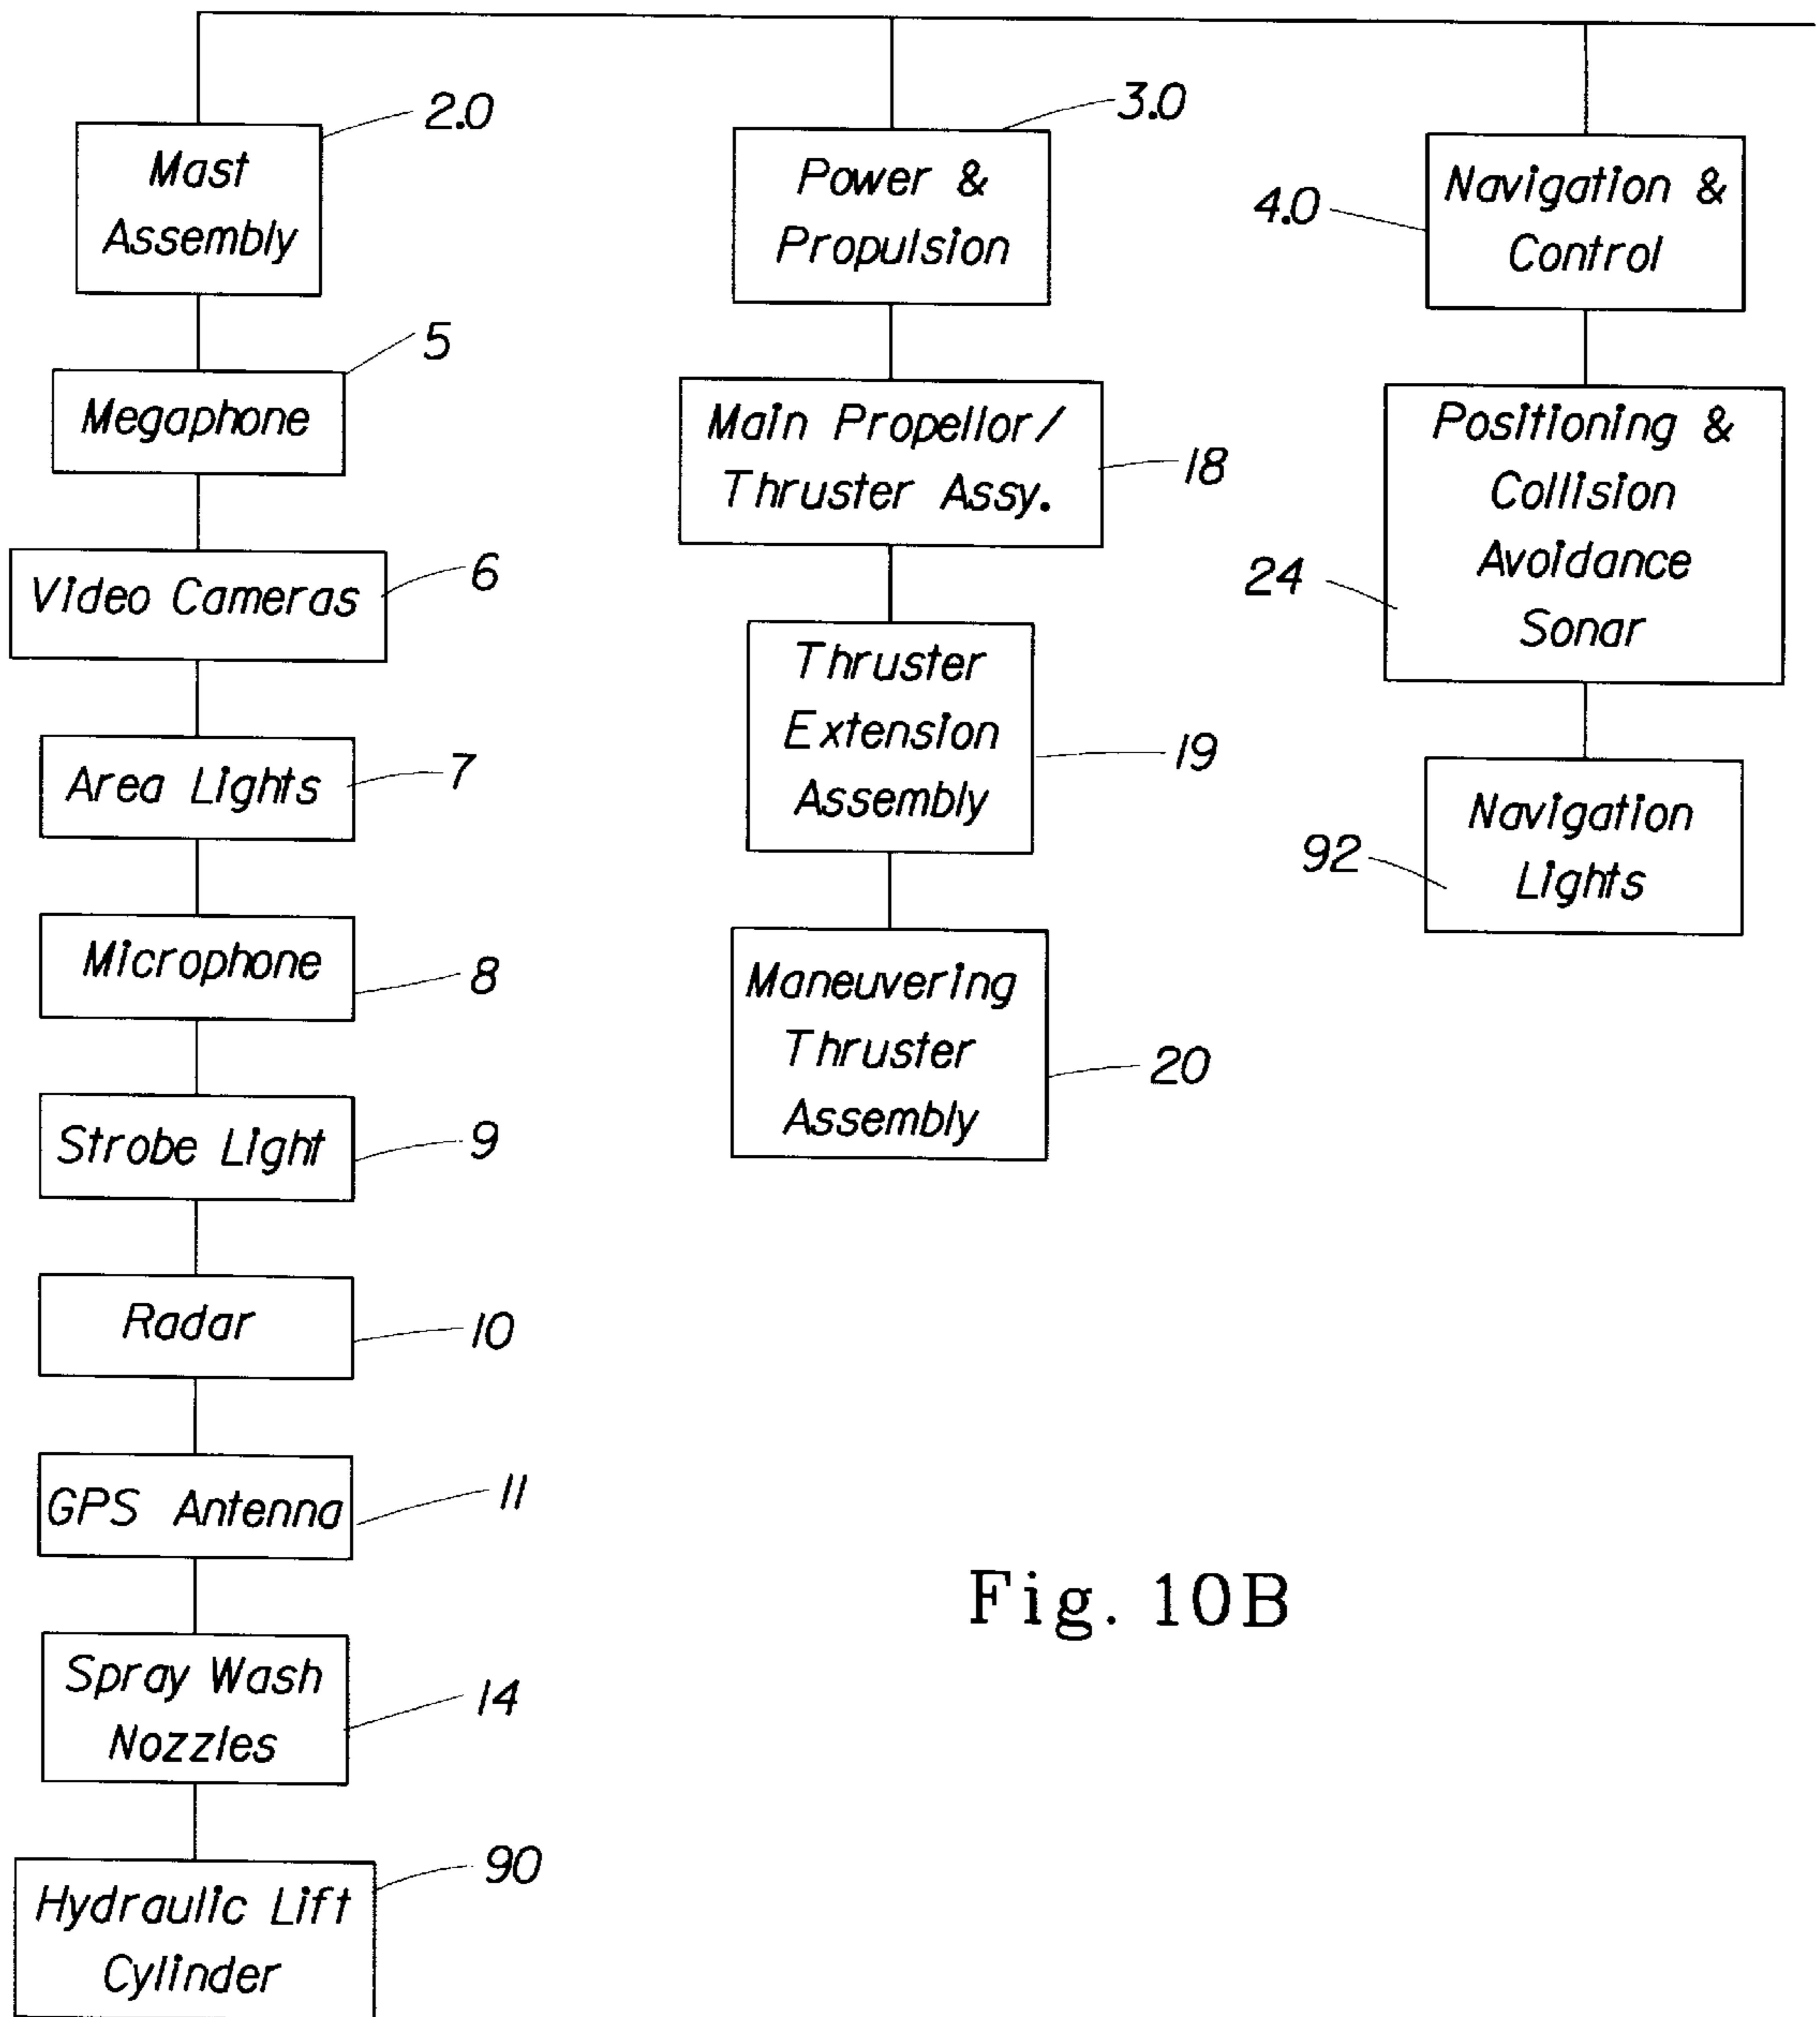 2.0
Mast
Assembly
5
Megaphone
6
Video Cameras
7
Area Lights
Microphone
8
Strobe Light
9
Radar
10
GPS Antenna
11
Spray Wash
Nozzles
14
90
Hydraulic Lift
Cylinder
3.0
Power &
Propulsion
Main Propellor/
Thruster Assy.
18
Thruster
Extension
Assembly
19
Maneuvering
Thruster
Assembly
20
4.0
Navigation &
Control
Positioning &
Collision
Avoidance
Sonar
24
Navigation
Lights
92
Fig. 10B